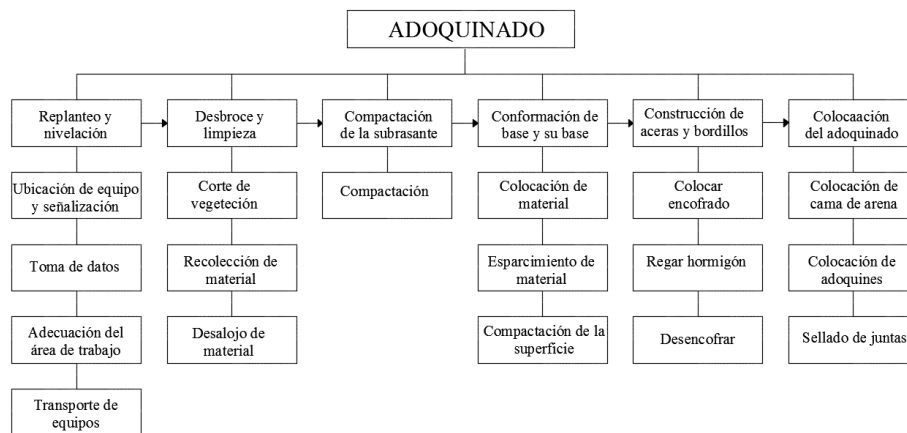 ADOQUINADO
Replanteo y
nivelación
Desbroce y
limpieza
Compactación
de la subrasante
Conformación de
base y su base
Construcción de
aceras y bordillos
Colocaación
del adoquinado
Ubicación de equipo
y señalización
Corte de
vegeteción
Compactación
Colocación de
material
Colocar
encofrado
Colocación de
cama de arena
Toma de datos
Recolección de
material
Esparcimiento de
material
Regar hormigón
Colocación de
adoquines
Adecuación del
área de trabajo
Desalojo de
material
Compactación de la
superficie
Desencofrar
Sellado de juntas
Transporte de
equipos